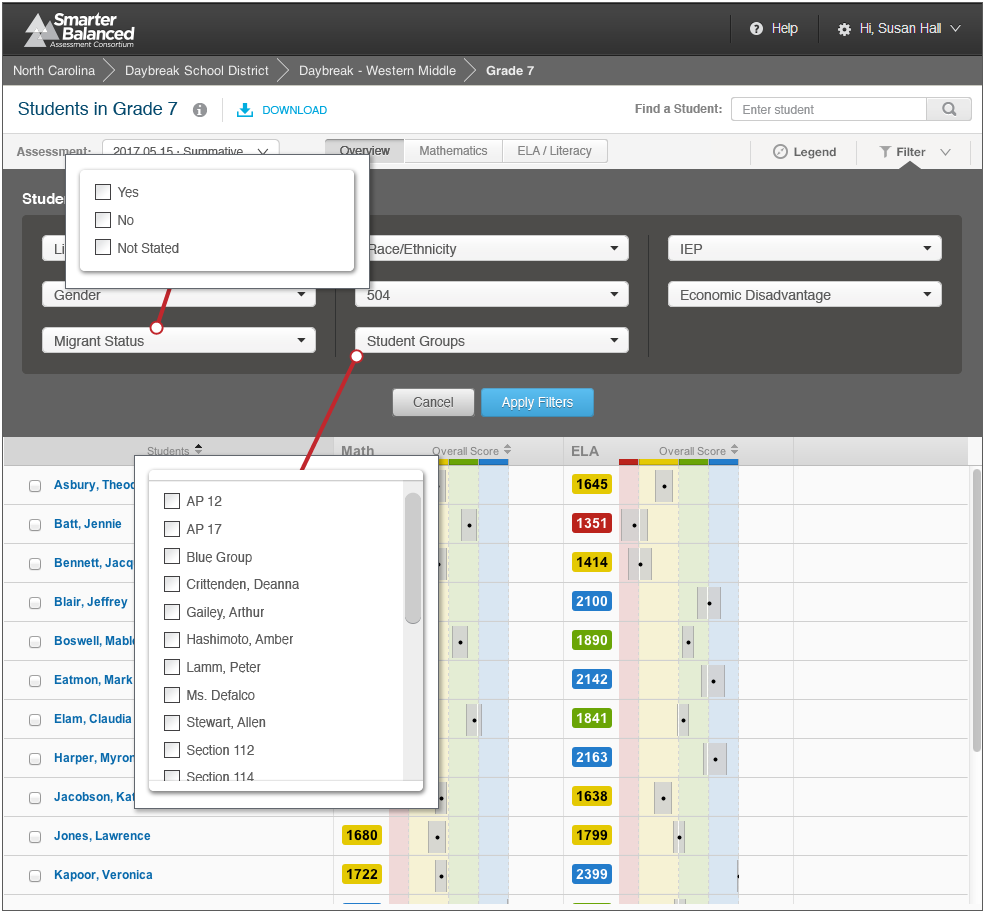 Smarter
Balanced
Assessment Consortium
Help
Hi, Susan Hall
North Carolina
Daybreak School District
Daybreak - Western Middle
Grade 7
Students in Grade 7
DOWNLOAD
Find a Student:
Enter student
Assessment:
2017.05.15 · Summative
Overview
Mathematics
ELA / Literacy
Legend
Filter
Yes
No
Not Stated
Race/Ethnicity
IEP
Gender
504
Economic Disadvantage
Migrant Status
Student Groups
Cancel
Apply Filters
Students
Math
Overall Score
ELA
Overall Score
AP 12
AP 17
Blue Group
Crittenden, Deanna
Gailey, Arthur
Hashimoto, Amber
Lamm, Peter
Ms. Defalco
Stewart, Allen
Section 112
Section 114
Asbury,
1645
Batt, Jennie
1351
Bennett,
1414
Blair, Jeffrey
2100
Boswell,
1890
Eatmon, Mark
2142
Elam, Claudia
1841
Harper, Myron
2163
Jacobson,
1638
Jones, Lawrence
1680
1799
Kapoor, Veronica
1722
2399